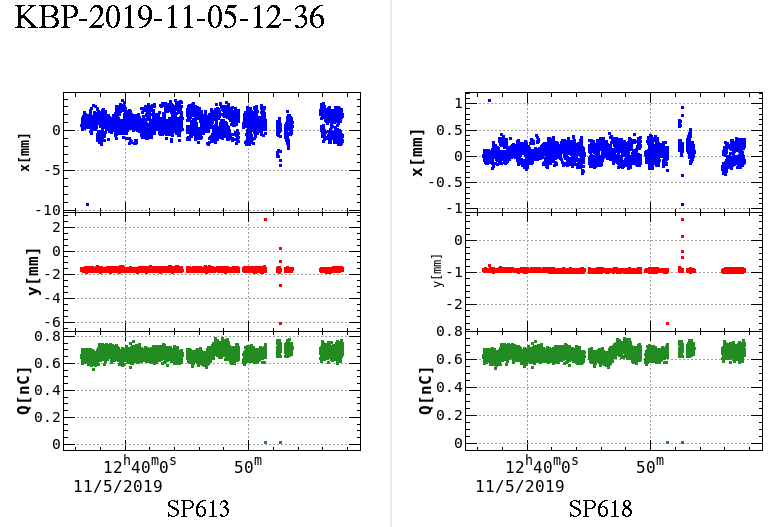 KBP-2019-11-05-12-36
x[mm]
0
-5
-10
y[mm]
2
0
-2
-4
-6
Q[nC]
0.8
0.6
0.4
0.2
0
12h40m0s 50m
11/5/2019
SP613
x[mm]
1
0.5
0
-0.5
-1
y[mm]
0
-1
-2
Q[nC]
0.8
0.6
0.4
0.2
0
12h40m0s 50m
11/5/2019
SP618